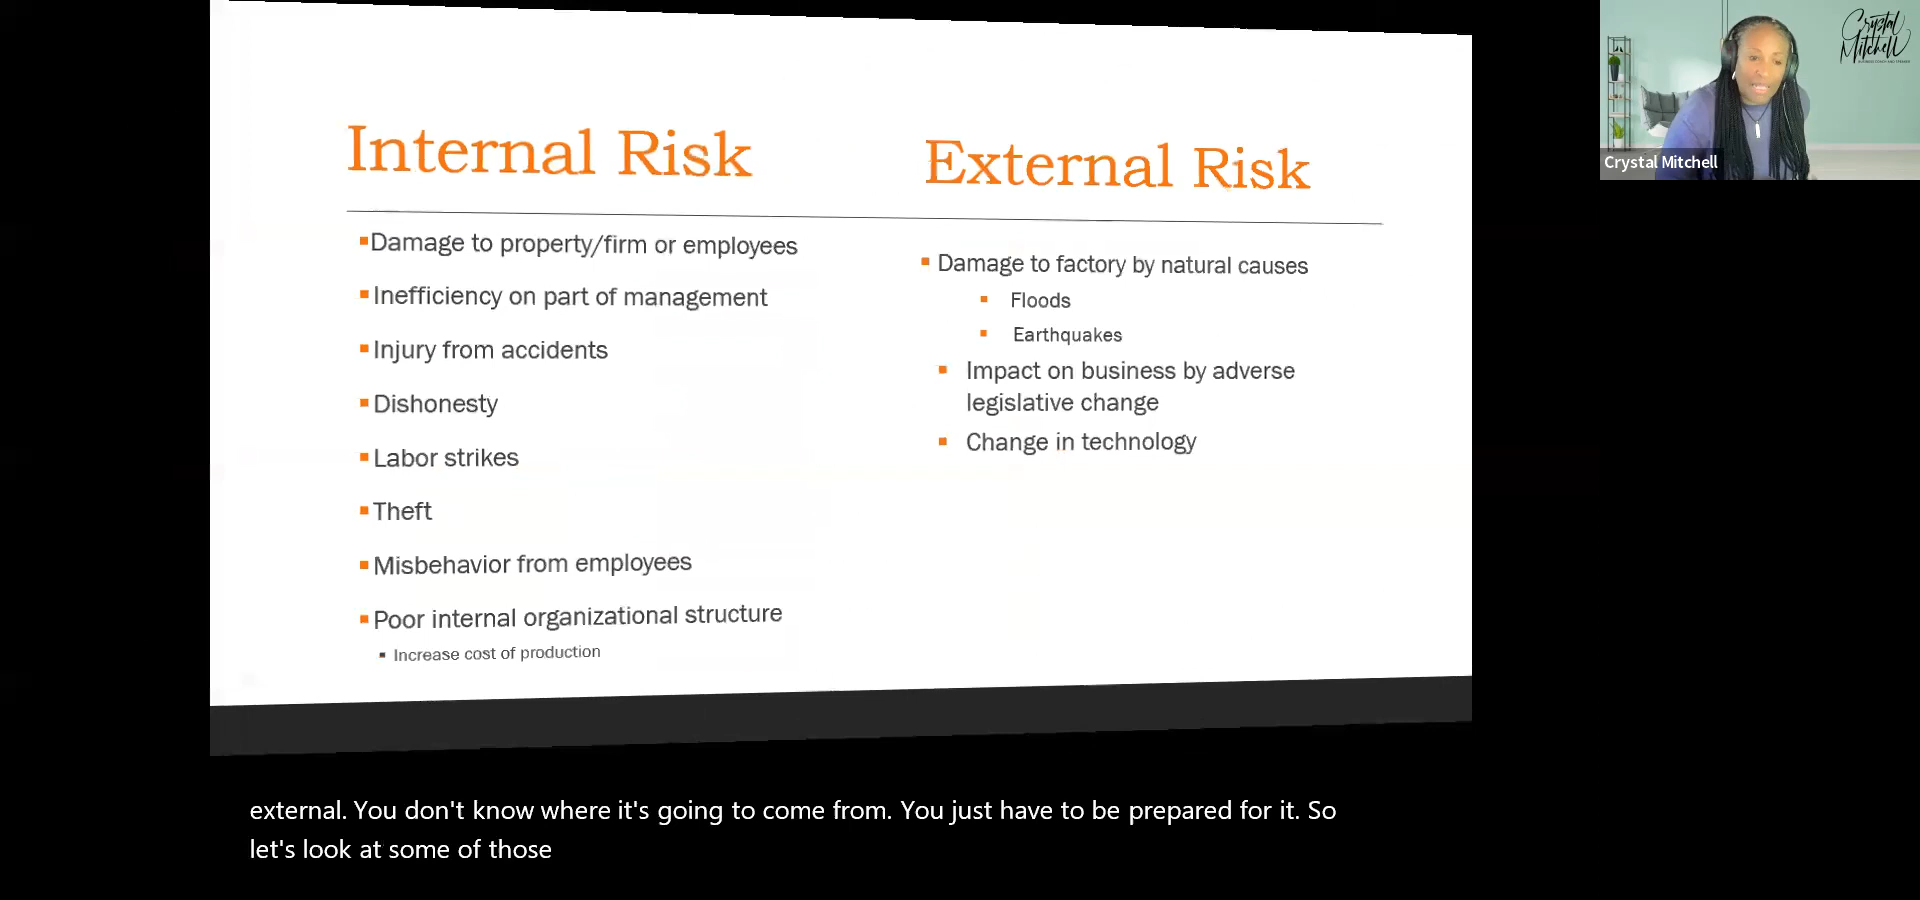 Internal Risk
Damage to property/firm or employees
Inefficiency on part of management
Injury from accidents
Dishonesty
Labor strikes
Theft
Misbehavior from employees
Poor internal organizational structure
Increase cost of production
External Risk
Damage to factory by natural causes
Floods
Earthquakes
Impact on business by adverse
legislative change
Change in technology
Crystal
Mitchell
Crystal Mitchell
external. You don't know where it's going to come from. You just have to be prepared for it. So
let's look at some of those